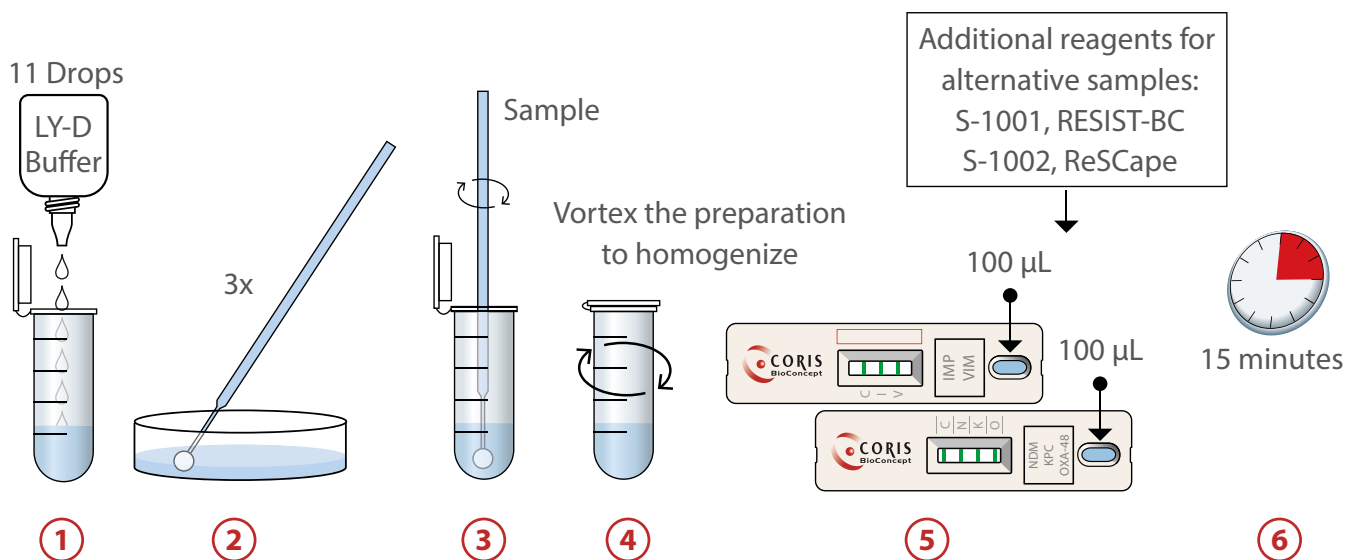 11 Drops
LY-D
Buffer
3x
Sample
Vortex the preparation
to homogenize
Additional reagents for
alternative samples:
S-1001, RESIST-BC
S-1002, ReSCape
100 µL
100 µL
CORIS
BioConcept
C
I
V
IMP
VIM
CORIS
BioConcept
C
N
K
O
NDM
KPC
OXA-48
15 minutes
1
2
3
4
5
6